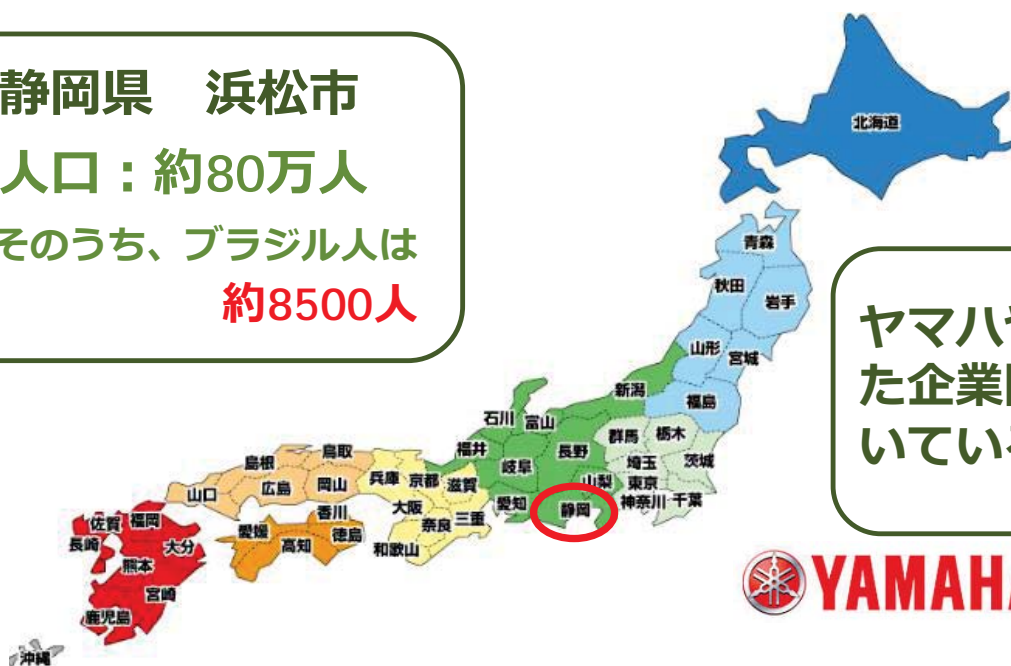 静岡県　浜松市
人口：約80万人
そのうち、ブラジル人は
約8500人
北海道
青森
秋田
岩手
山形
宮城
新潟
福島
石川
富山
福井
群馬
栃木
長野
岐阜
埼玉
茨城
山梨
東京
愛知
静岡
神奈川
千葉
鳥取
島根
兵庫
京都
滋賀
山口
広島
岡山
大阪
香川
奈良
三重
愛媛
徳島
高知
和歌山
佐賀
福岡
長崎
大分
熊本
宮崎
鹿児島
沖縄
ヤマハ
た企業
いてい
YAMAHA